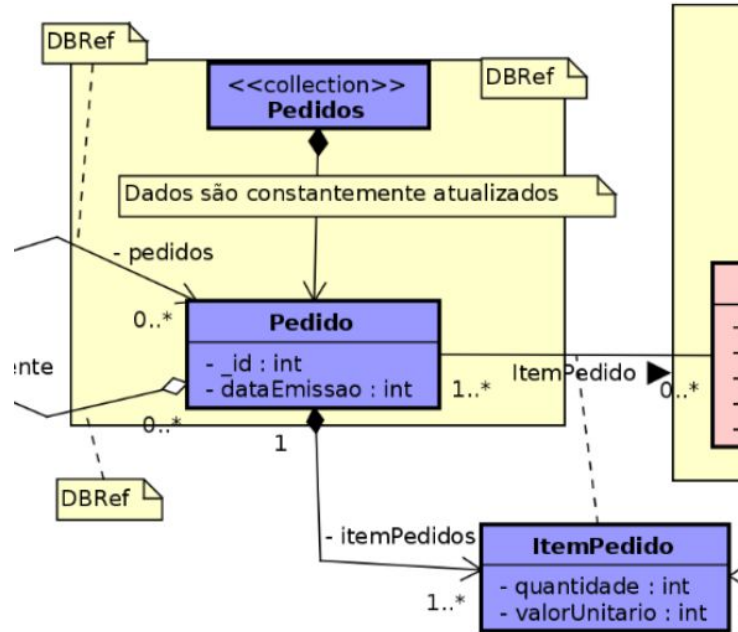 DBRef
DBRef
<<collection>>
Pedidos
Dados são constantemente atualizados
- pedidos
0..*
Pedido
- _id : int
- dataEmissao : int
ente
0..*
1
1..*
ItemPedido ▶
0..*
DBRef
- itemPedidos
1..*
ItemPedido
- quantidade : int
- valorUnitario : int
-
-
-
-